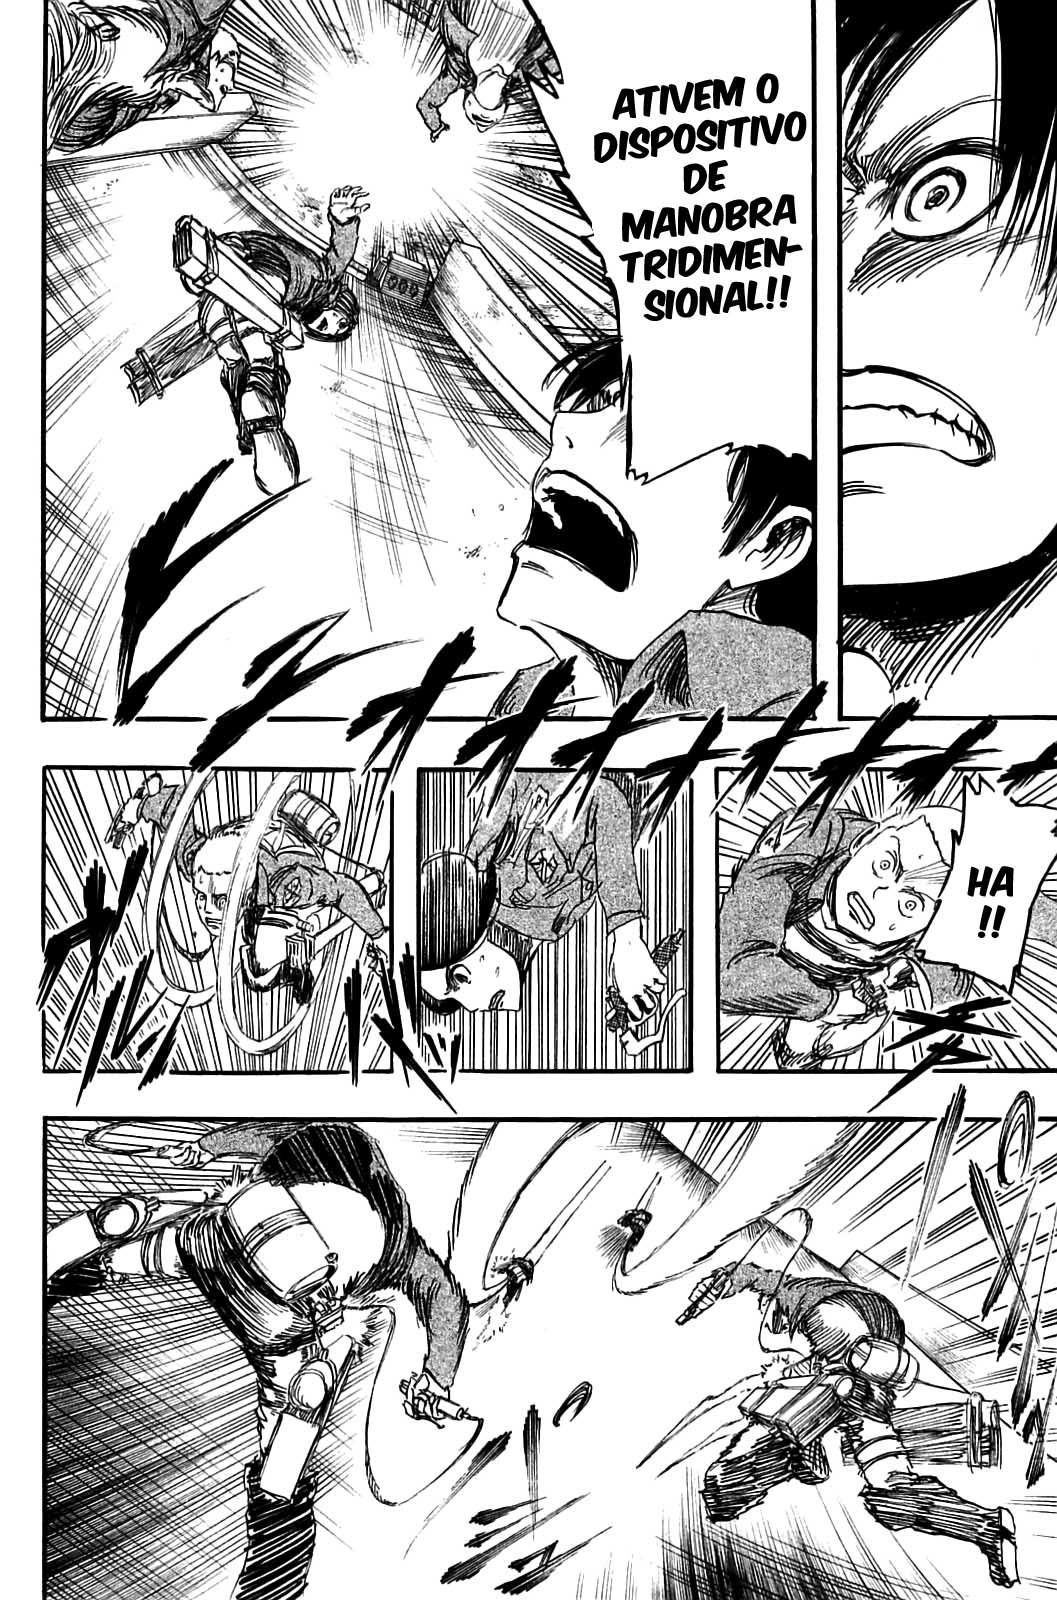 ATIVEM O
DISPOSITIVO
DE
MANOBRA
TRIDIMEN-
SIONAL!!
HA
!!